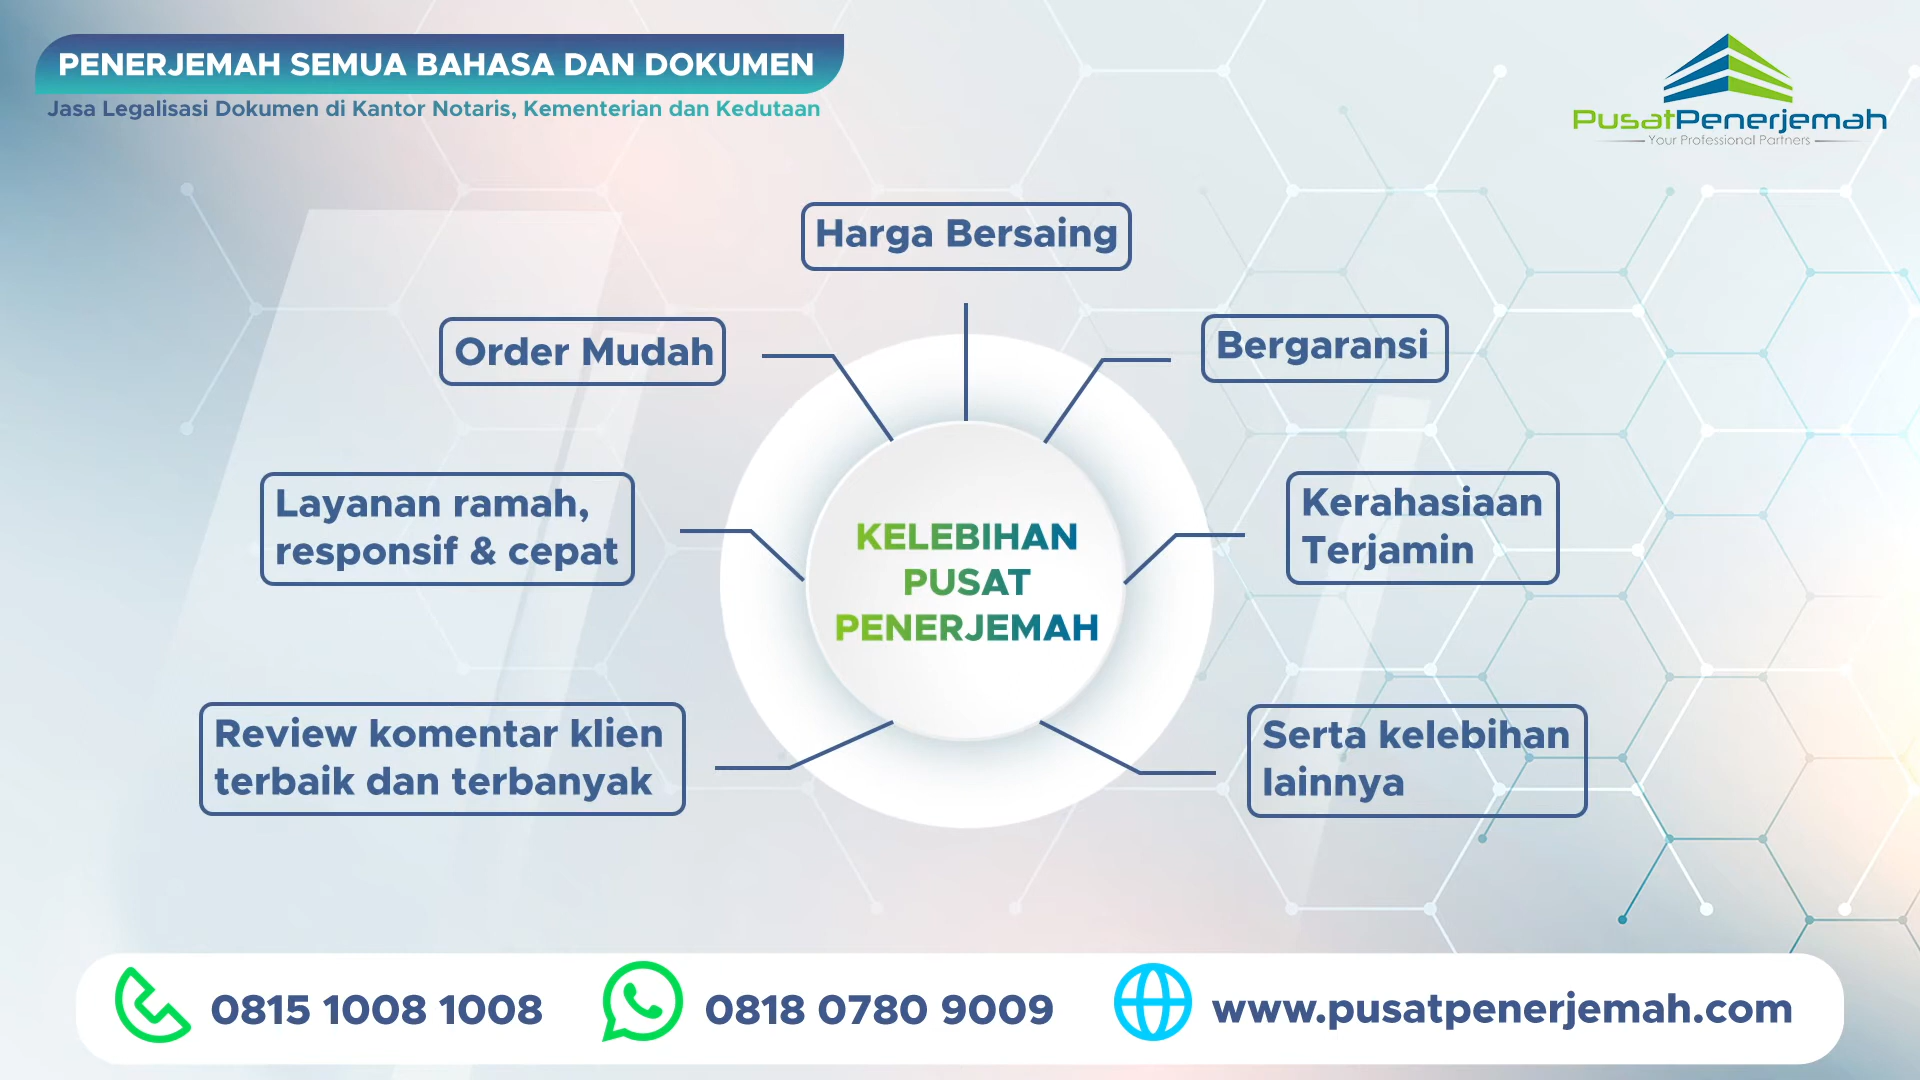 PENERJEMAH SEMUA BAHASA DAN DOKUMEN
Jasa Legalisasi Dokumen di Kantor Notaris, Kementerian dan Kedutaan
PusatPenerjemah
Your Professional Partners
Harga Bersaing
Order Mudah
Bergaransi
Layanan ramah,
responsif & cepat
Kerahasiaan
Terjamin
KELEBIHAN
PUSAT
PENERJEMAH
Review komentar klien
terbaik dan terbanyak
Serta kelebihan
lainnya
0815 1008 1008
0818 0780 9009
www.pusatpenerjemah.com